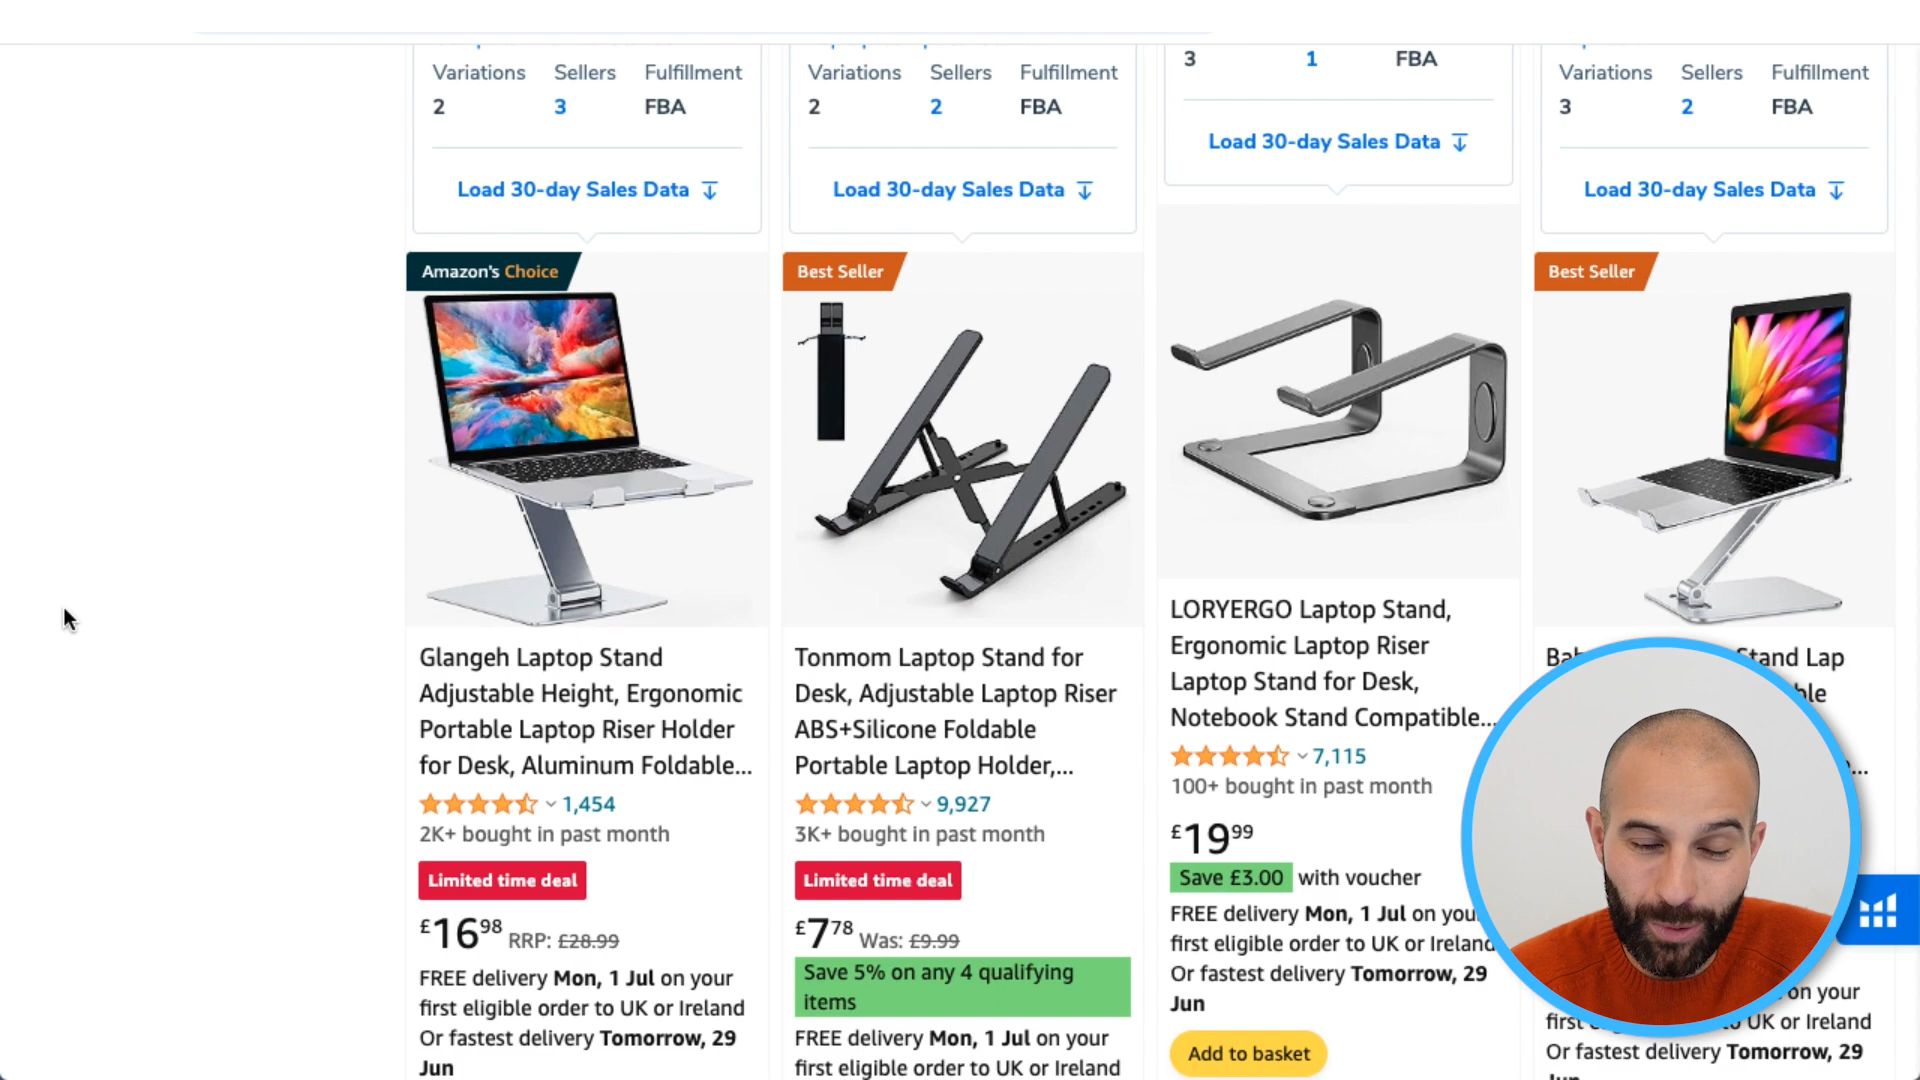 Variations Sellers Fulfillment
2 3 FBA
Load 30-day Sales Data
Amazon's Choice
Glangeh Laptop Stand
Adjustable Height, Ergonomic
Portable Laptop Riser Holder
for Desk, Aluminum Foldable...
1,454
2K+ bought in past month
Limited time deal
£16.98 RRP: £28.99
FREE delivery Mon, 1 Jul on your
first eligible order to UK or Ireland
Or fastest delivery Tomorrow, 29
Jun
Variations Sellers Fulfillment
2 2 FBA
Load 30-day Sales Data
Best Seller
Tonmom Laptop Stand for
Desk, Adjustable Laptop Riser
ABS+Silicone Foldable
Portable Laptop Holder,...
9,927
3K+ bought in past month
Limited time deal
£7.78 Was: £9.99
Save 5% on any 4 qualifying
items
FREE delivery Mon, 1 Jul on your
first eligible order to UK or Ireland
3 1 FBA
Load 30-day Sales Data
LORYERGO Laptop Stand,
Ergonomic Laptop Riser
Laptop Stand for Desk,
Notebook Stand Compatible...
7,115
100+ bought in past month
£19.99
Save £3.00 with voucher
FREE delivery Mon, 1 Jul on your
first eligible order to UK or Ireland
Or fastest delivery Tomorrow, 29
Jun
Add to basket
Variations Sellers Fulfillment
3 2 FBA
Load 30-day Sales Data
Best Seller
Stand Lap
on your
first UK or Ireland
Or fastest delivery Tomorrow, 29